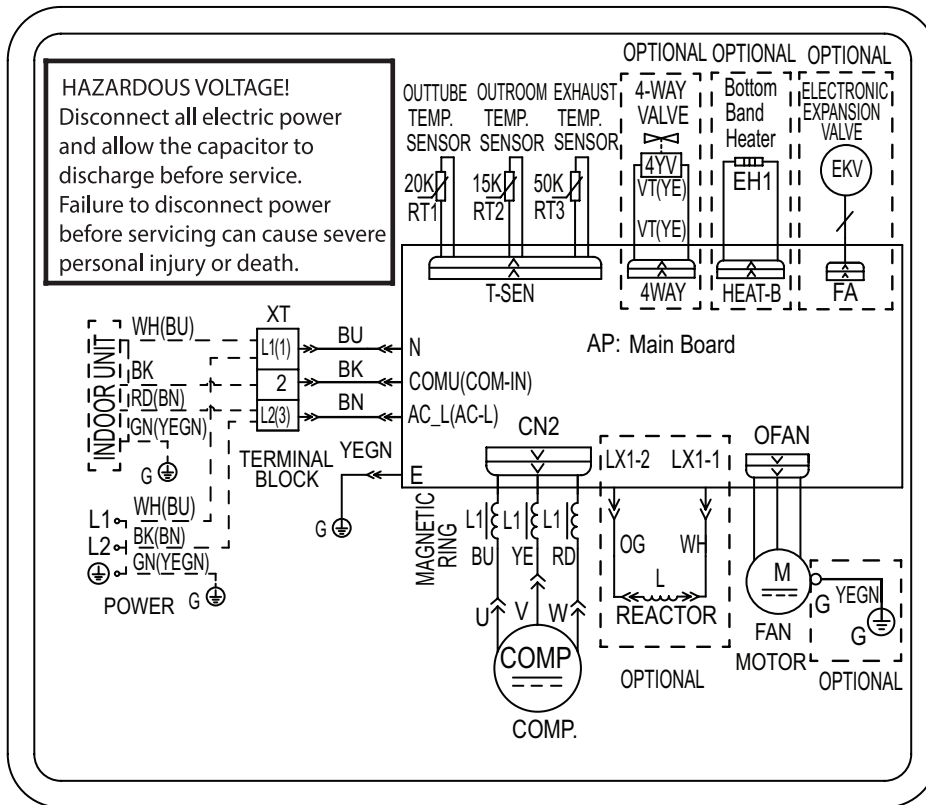 HAZARDOUS VOLTAGE!
Disconnect all electric power
and allow the capacitor to
discharge before service.
Failure to disconnect power
before servicing can cause severe
personal injury or death.
OUTTUBE
TEMP.
SENSOR
20K
RT1
OUTROOM
TEMP.
SENSOR
15K
RT2
EXHAUST
TEMP.
SENSOR
50K
RT3
T-SEN
OPTIONAL
4-WAY
VALVE
4YV
VT(YE)
VT(YE)
4WAY
OPTIONAL
Bottom
Band
Heater
EH1
HEAT-B
OPTIONAL
ELECTRONIC
EXPANSION
VALVE
EKV
FA
INDOOR UNIT
WH(BU)
BK
RD(BN)
GN(YEGN)
G
XT
L1(1)
2
L2(3)
TERMINAL
BLOCK
BU
BK
BN
YEGN
G
N
COMU(COM-IN)
AC_L(AC-L)
E
AP: Main Board
L1
L2
WH(BU)
BK(BN)
GN(YEGN)
POWER
G
CN2
MAGNETIC
RING
L1
L1
L1
BU
YE
RD
U
V
W
COMP
COMP.
LX1-2
LX1-1
OG
WH
L
REACTOR
OPTIONAL
OFAN
M
FAN
MOTOR
G
YEGN
G
OPTIONAL